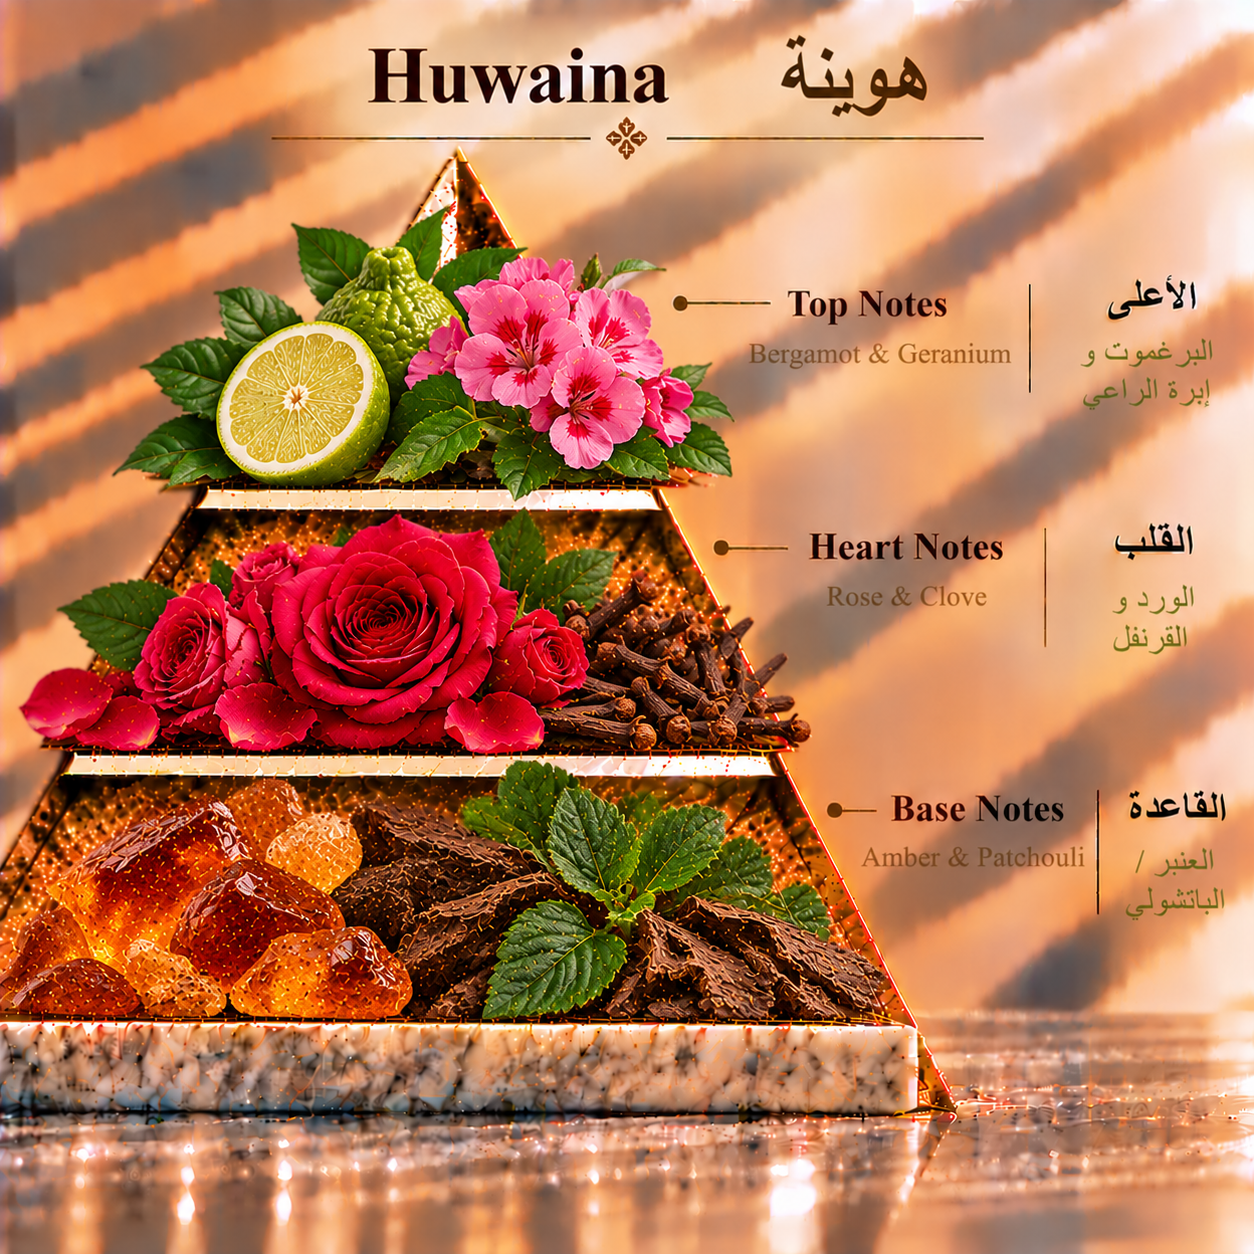 Huwaina هوينة
Top Notes
Bergamot & Geranium
الأعلى
البرغموت و
إبرة الراعي
Heart Notes
Rose & Clove
القلب
الورد و
القرنفل
Base Notes
Amber & Patchouli
القاعدة
العنبر /
الباتشولي